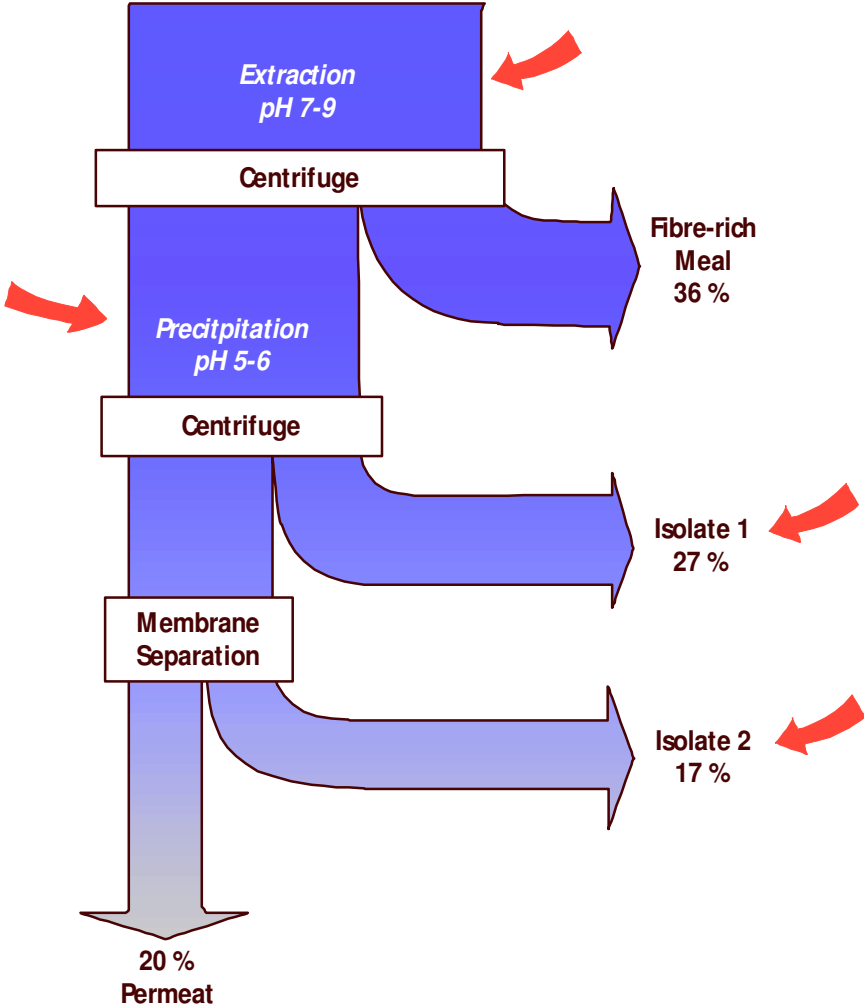 Extraction
pH 7-9
Centrifuge
Fibre-rich
Meal
36 %
Precitpitation
pH 5-6
Centrifuge
Isolate 1
27 %
Membrane
Separation
Isolate 2
17 %
20 %
Permeat